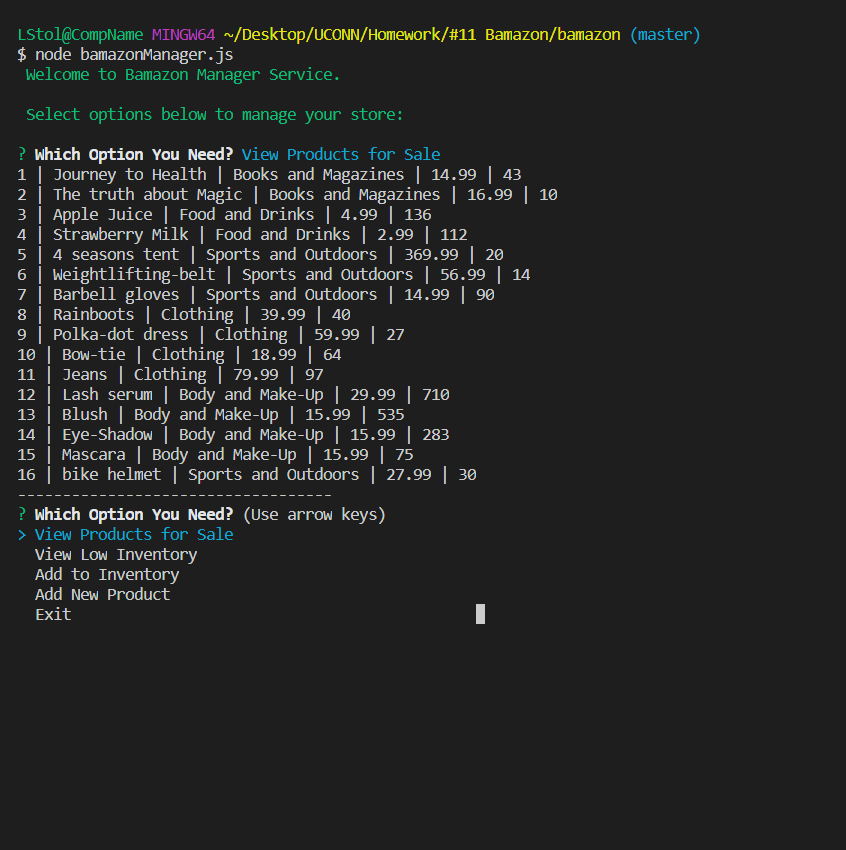 LStol@CompName MINGW64 ~/Desktop/UCONN/Homework/#11 Bamazon/bamazon (master)
$ node bamazonManager.js
Welcome to Bamazon Manager Service.
Select options below to manage your store:
? Which Option You Need? View Products for Sale
1 | Journey to Health | Books and Magazines | 14.99 | 43
2 | The truth about Magic | Books and Magazines | 16.99 | 10
3 | Apple Juice | Food and Drinks | 4.99 | 136
4 | Strawberry Milk | Food and Drinks | 2.99 | 112
5 | 4 seasons tent | Sports and Outdoors | 369.99 | 20
6 | Weightlifting-belt | Sports and Outdoors | 56.99 | 14
7 | Barbell gloves | Sports and Outdoors | 14.99 | 90
8 | Rainboots | Clothing | 39.99 | 40
9 | Polka-dot dress | Clothing | 59.99 | 27
10 | Bow-tie | Clothing | 18.99 | 64
11 | Jeans | Clothing | 79.99 | 97
12 | Lash serum | Body and Make-Up | 29.99 | 710
13 | Blush | Body and Make-Up | 15.99 | 535
14 | Eye-Shadow | Body and Make-Up | 15.99 | 283
15 | Mascara | Body and Make-Up | 15.99 | 75
16 | bike helmet | Sports and Outdoors | 27.99 | 30
-----------------------------------
? Which Option You Need? (Use arrow keys)
> View Products for Sale
View Low Inventory
Add to Inventory
Add New Product
Exit